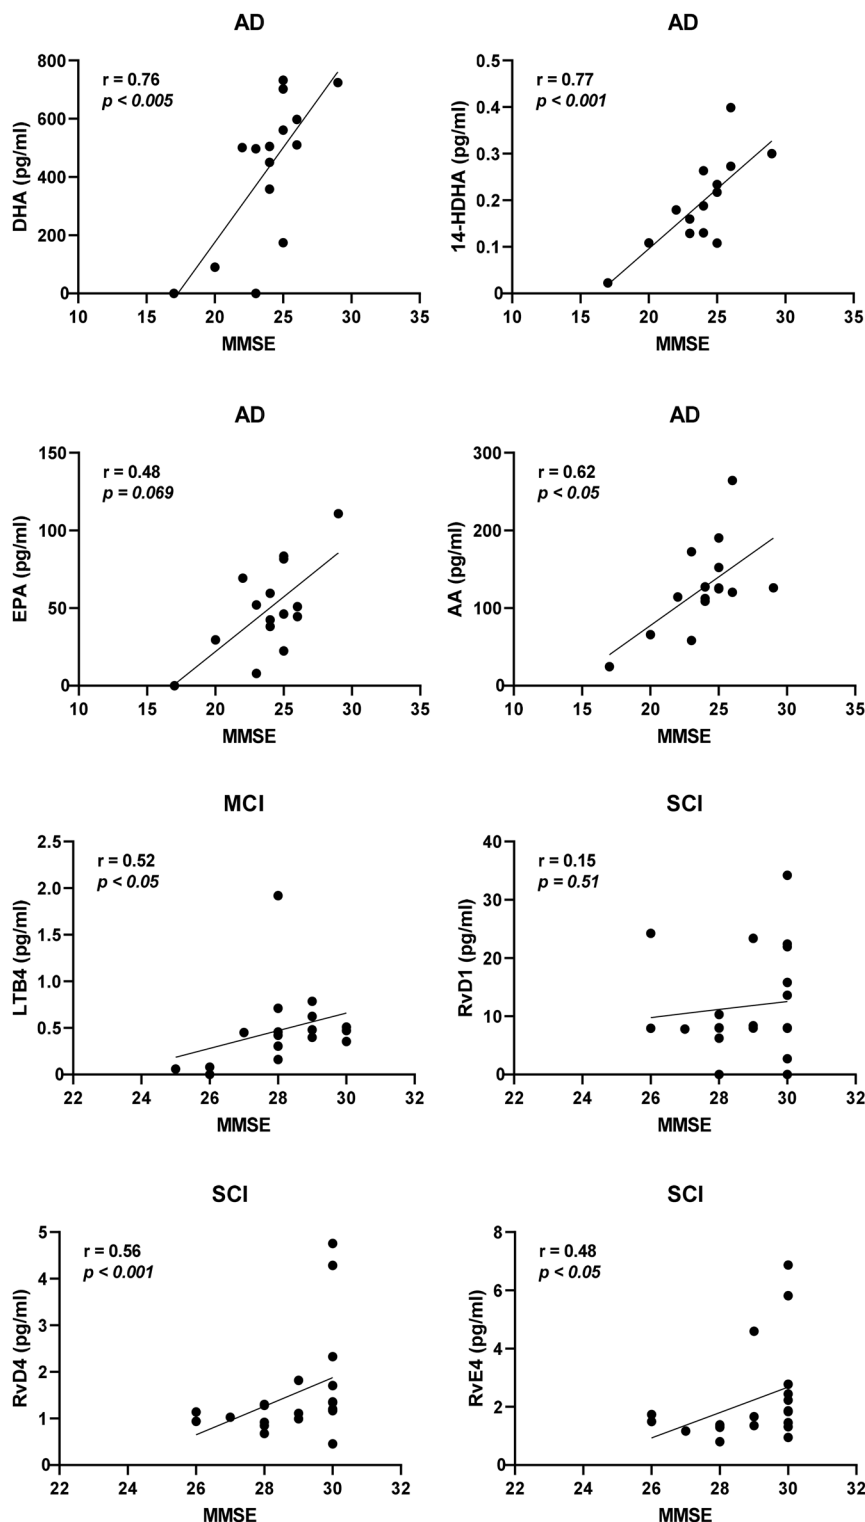 AD
r = 0.76
p < 0.005
DHA (pg/ml)
800
600
400
200
0
10 15 20 25 30 35
MMSE
AD
r = 0.77
p < 0.001
14-HDHA (pg/ml)
0.5
0.4
0.3
0.2
0.1
0
10 15 20 25 30 35
MMSE
AD
r = 0.48
p = 0.069
EPA (pg/ml)
150
100
50
0
10 15 20 25 30 35
MMSE
AD
r = 0.62
p < 0.05
AA (pg/ml)
300
200
100
0
10 15 20 25 30 35
MMSE
MCI
r = 0.52
p < 0.05
LTB4 (pg/ml)
2.5
2.0
1.5
1.0
0.5
0
22 24 26 28 30 32
MMSE
SCI
r = 0.15
p = 0.51
RvD1 (pg/ml)
40
30
20
10
0
22 24 26 28 30 32
MMSE
SCI
r = 0.56
p < 0.001
RvD4 (pg/ml)
5
4
3
2
1
0
22 24 26 28 30 32
MMSE
SCI
r = 0.48
p < 0.05
RvE4 (pg/ml)
8
6
4
2
0
22 24 26 28 30 32
MMSE